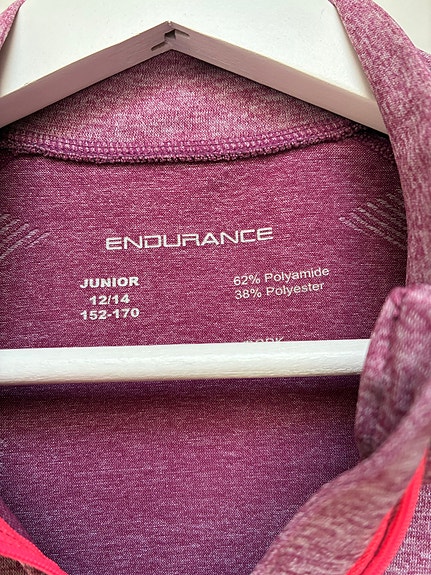 ENDURANCE
JUNIOR
12/14
152-170
62% Polyamide
38% Polyester